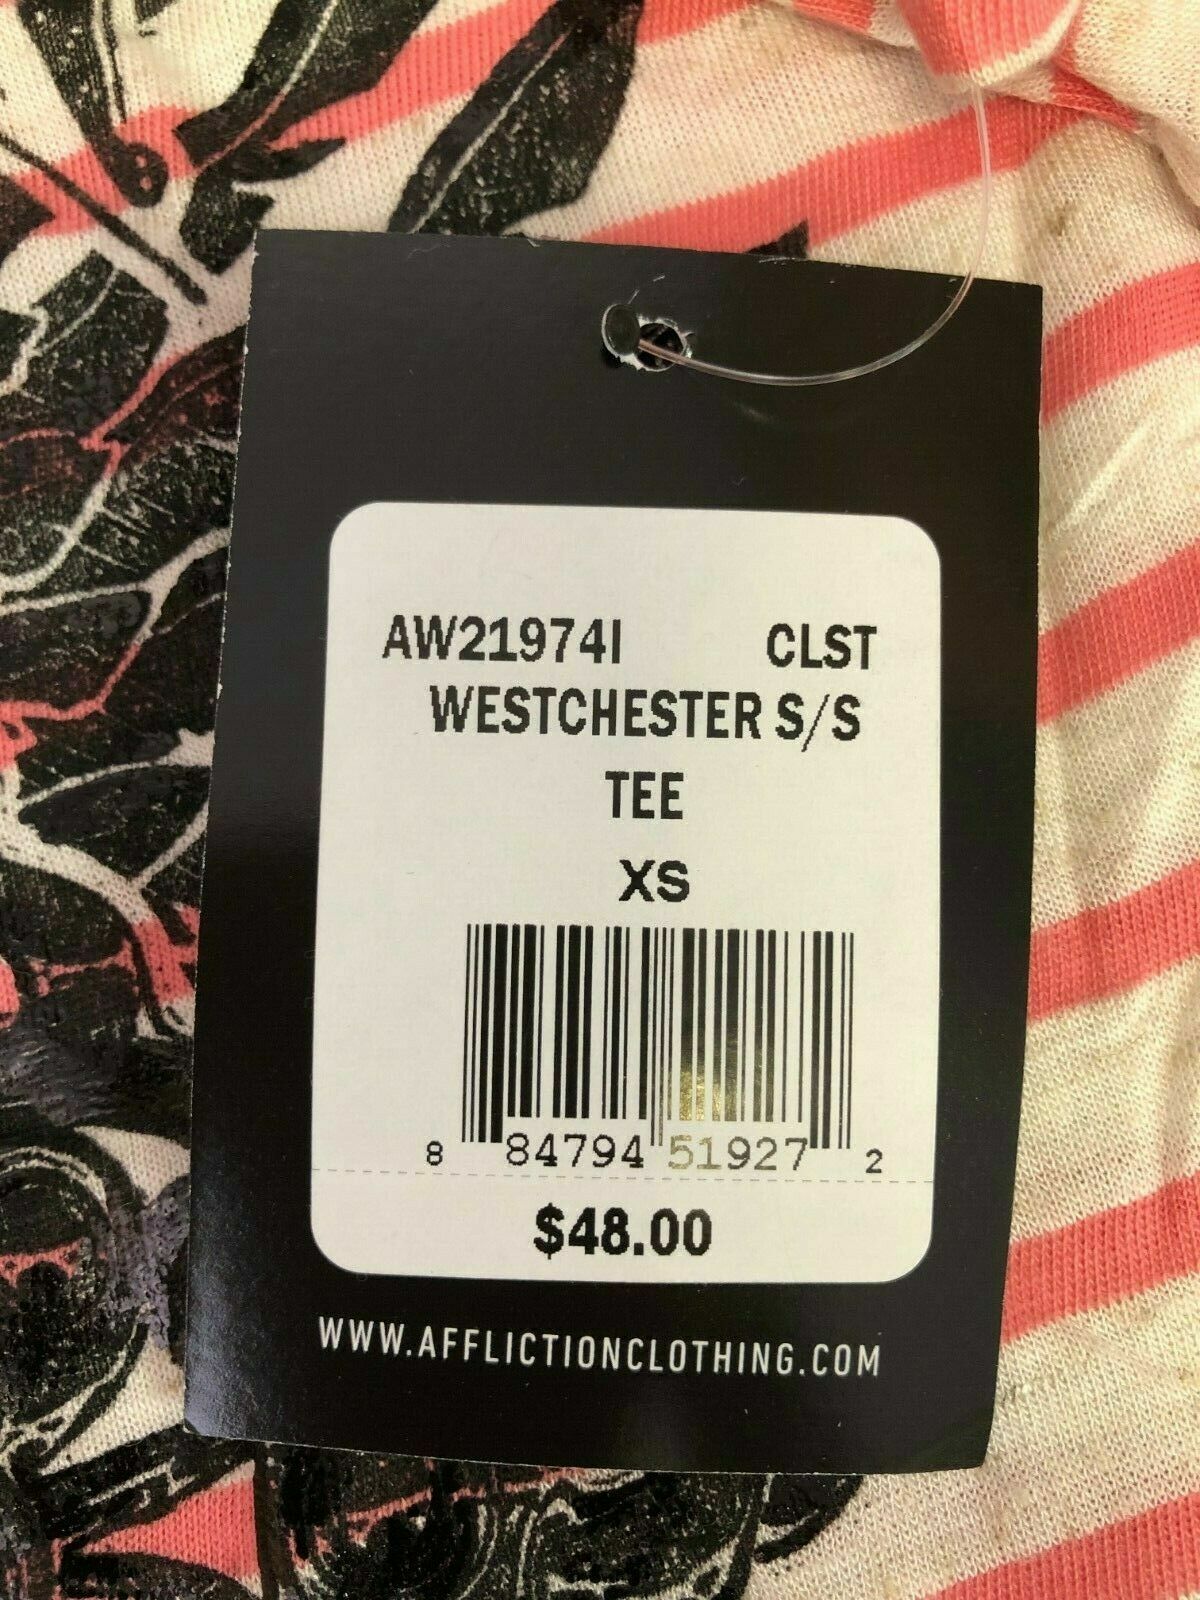 AW21974I CLST
WESTCHESTER S/S
TEE
XS
8 84794 51927 2
$48.00
WWW.AFFLICTIONCLOTHING.COM